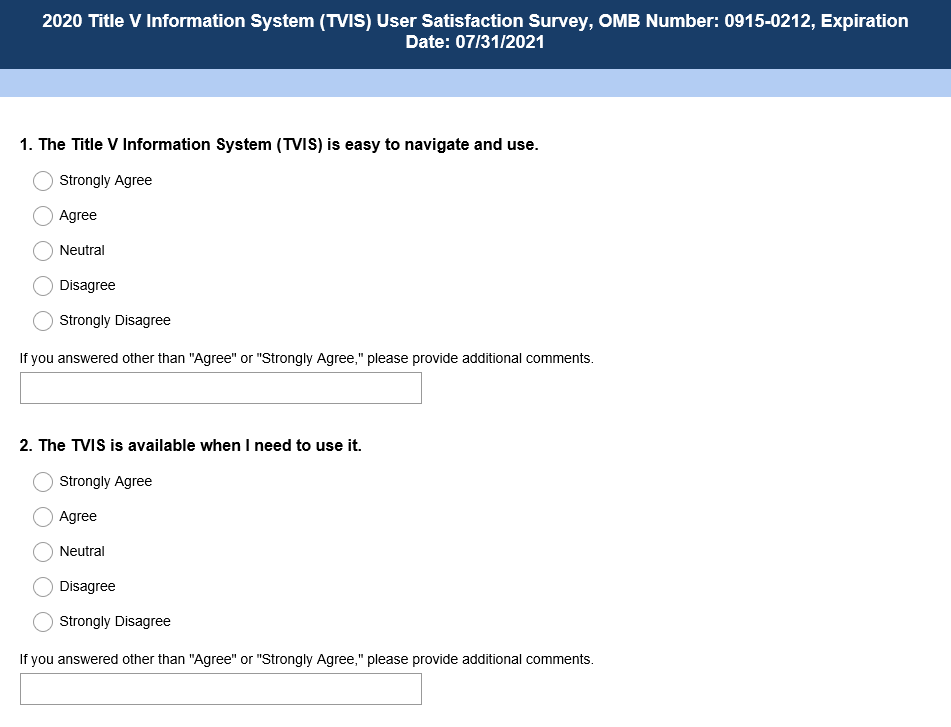 2020 Title V Information System (TVIS) User Satisfaction Survey, OMB Number: 0915-0212, Expiration
Date: 07/31/2021
1. The Title V Information System (TVIS) is easy to navigate and use.
Strongly Agree
Agree
Neutral
Disagree
Strongly Disagree
If you answered other than "Agree" or "Strongly Agree," please provide additional comments.
2. The TVIS is available when I need to use it.
Strongly Agree
Agree
Neutral
Disagree
Strongly Disagree
If you answered other than "Agree" or "Strongly Agree," please provide additional comments.